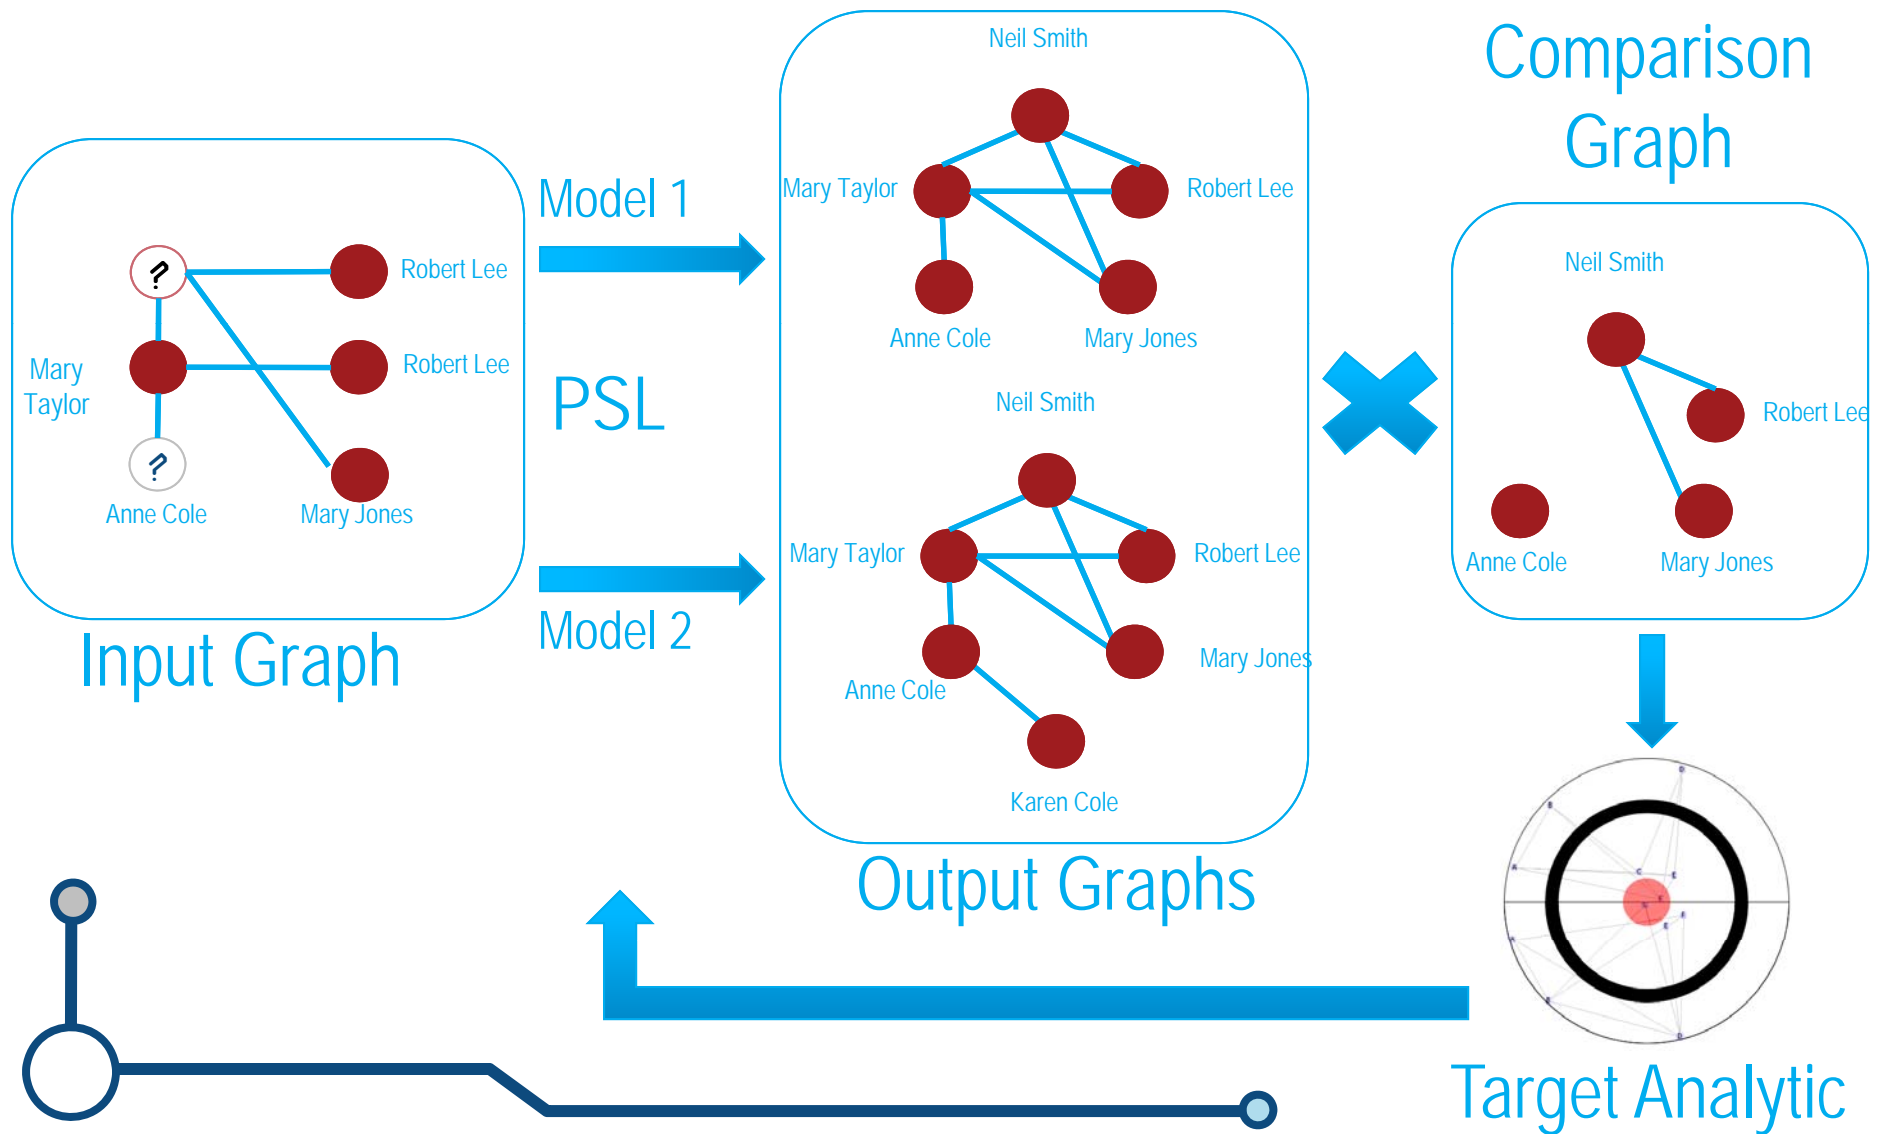 Neil Smith
Comparison
Graph
Mary Taylor
Robert Lee
Model 1
Anne Cole
Mary Jones
?
Robert Lee
Mary
Taylor
Robert Lee
?
Anne Cole
Mary Jones
PSL
Input Graph
Model 2
Neil Smith
Mary Taylor
Robert Lee
Anne Cole
Mary Jones
Karen Cole
Output Graphs
Neil Smith
Robert Lee
Anne Cole
Mary Jones
D
B
A
C
E
A
D
Target Analytic